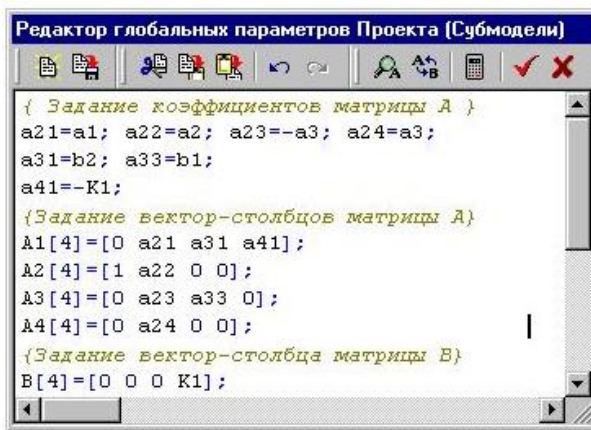 Редактор глобальных параметров Проекта (Субмодели)
{ Задание коэффициентов матрицы A }
a21=a1; a22=a2; a23=-a3; a24=a3;
a31=b2; a33=b1;
a41=-K1;
{Задание вектор-столбцов матрицы A}
A1[4]=[0 a21 a31 a41];
A2[4]=[1 a22 0 0];
A3[4]=[0 a23 a33 0];
A4[4]=[0 a24 0 0];
{Задание вектор-столбца матрицы B}
B[4]=[0 0 0 K1];